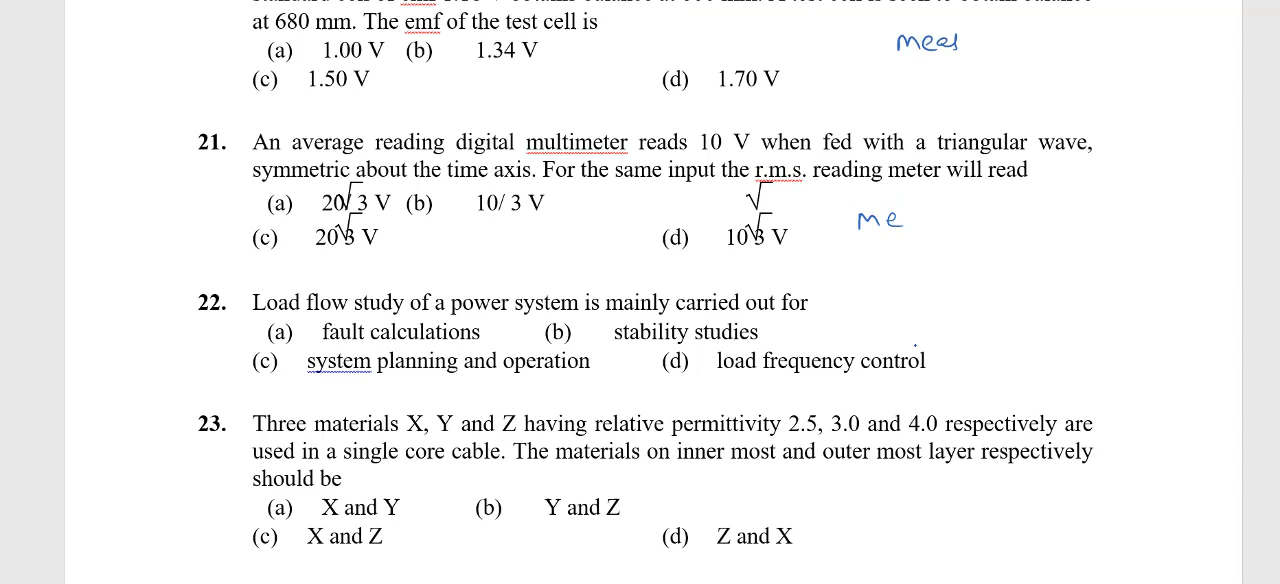 at 680 mm. The emf of the test cell is
(a) 1.00 V (b) 1.34 V
meas
(c) 1.50 V (d) 1.70 V
21. An average reading digital multimeter reads 10 V when fed with a triangular wave,
symmetric about the time axis. For the same input the r.m.s. reading meter will read
(a) 20√3 V (b) 10/ 3 V √
me
(c) 20√3 V (d) 10√3 V
22. Load flow study of a power system is mainly carried out for
(a) fault calculations (b) stability studies
(c) system planning and operation (d) load frequency control
23. Three materials X, Y and Z having relative permittivity 2.5, 3.0 and 4.0 respectively are
used in a single core cable. The materials on inner most and outer most layer respectively
should be
(a) X and Y (b) Y and Z
(c) X and Z (d) Z and X